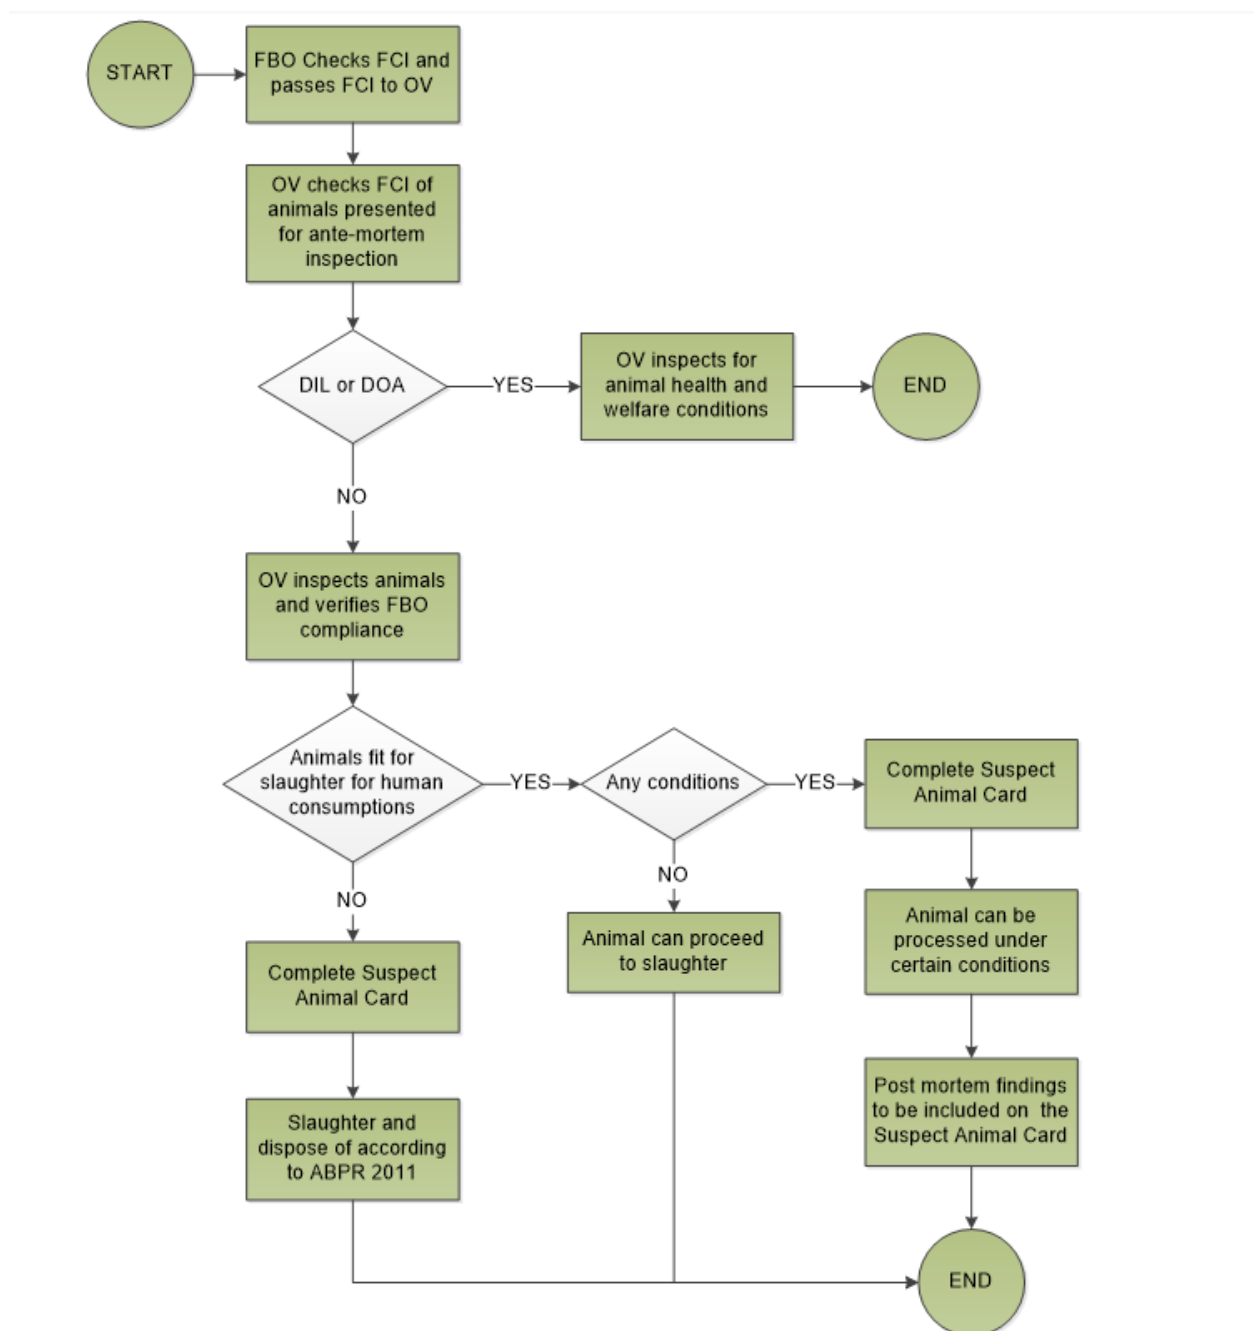 START
FBO Checks FCI and
passes FCI to OV
OV checks FCI of
animals presented
for ante-mortem
inspection
DIL or DOA
YES
OV inspects for
animal health and
welfare conditions
END
NO
OV inspects animals
and verifies FBO
compliance
Animals fit for
slaughter for human
consumptions
YES
Any conditions
YES
Complete Suspect
Animal Card
NO
Animal can proceed
to slaughter
Animal can be
processed under
certain conditions
Post mortem findings
to be included on the
Suspect Animal Card
NO
Complete Suspect
Animal Card
Slaughter and
dispose of according
to ABPR 2011
END